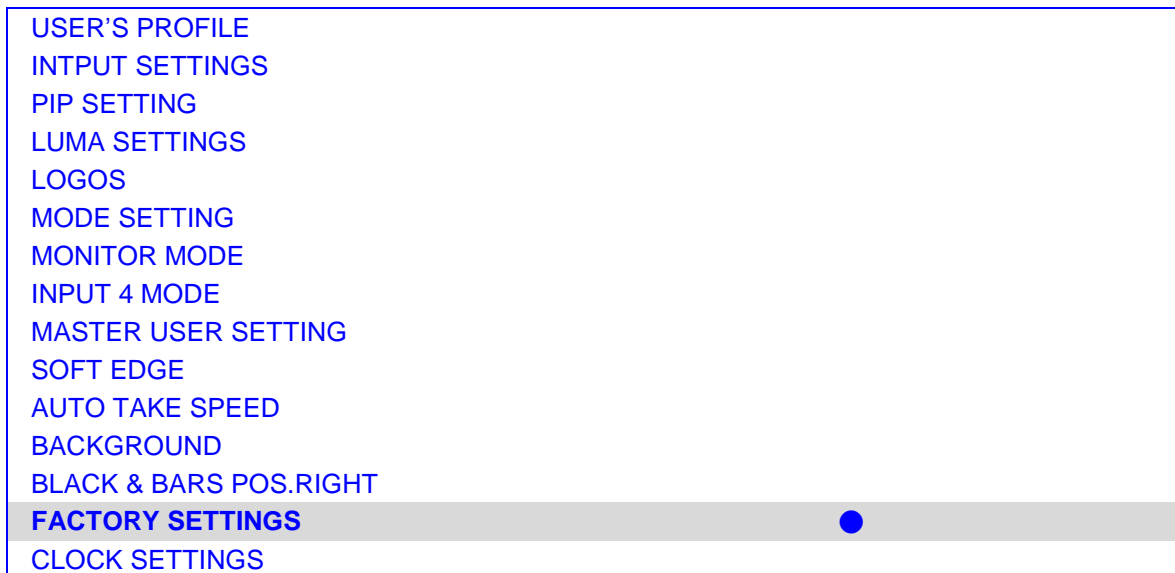 USER’S PROFILE
INTPUT SETTINGS
PIP SETTING
LUMA SETTINGS
LOGOS
MODE SETTING
MONITOR MODE
INPUT 4 MODE
MASTER USER SETTING
SOFT EDGE
AUTO TAKE SPEED
BACKGROUND
BLACK & BARS POS.RIGHT
FACTORY SETTINGS
CLOCK SETTINGS